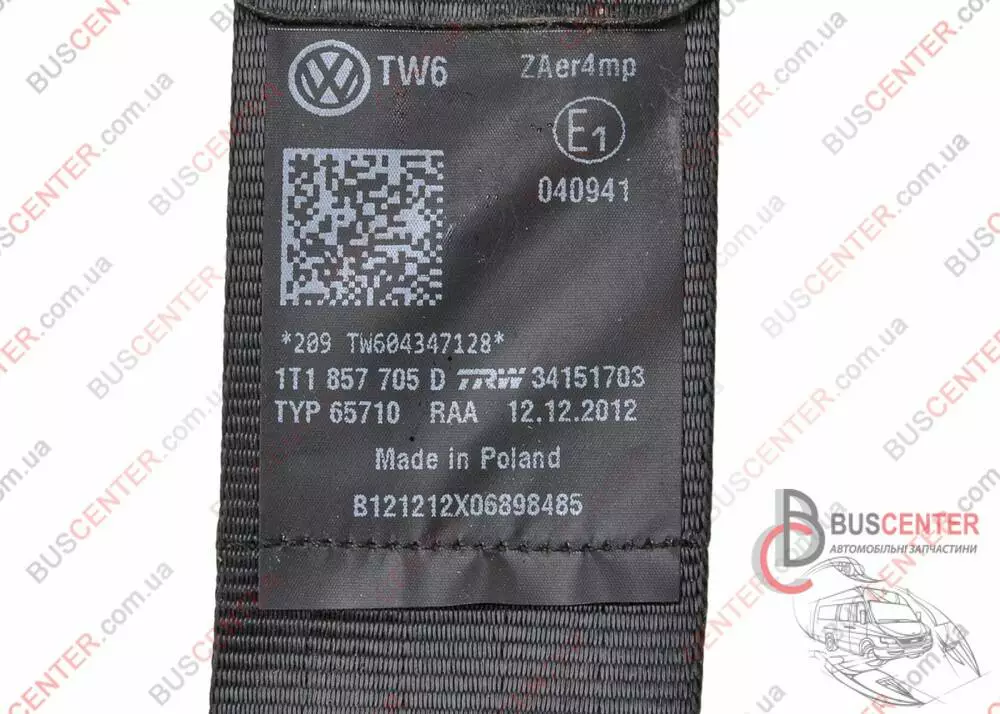 TW6 ZAer4mp
E1
040941
*209 TW604347128*
1T1 857 705 D TRW 34151703
TYP 65710 RAA 12.12.2012
Made in Poland
B121212X06898485
BUSCENTER
АВТОМОБІЛЬНІ ЗАПЧАСТИНИ
BUSCENTER.com.ua